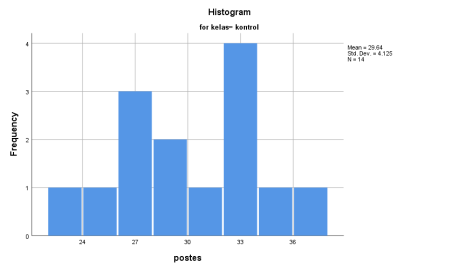 Histogram
for kelas= kontrol
Mean = 29.64
Std. Dev. = 4.125
N = 14
Frequency
4
3
2
1
0
24 27 30 33 36
postes